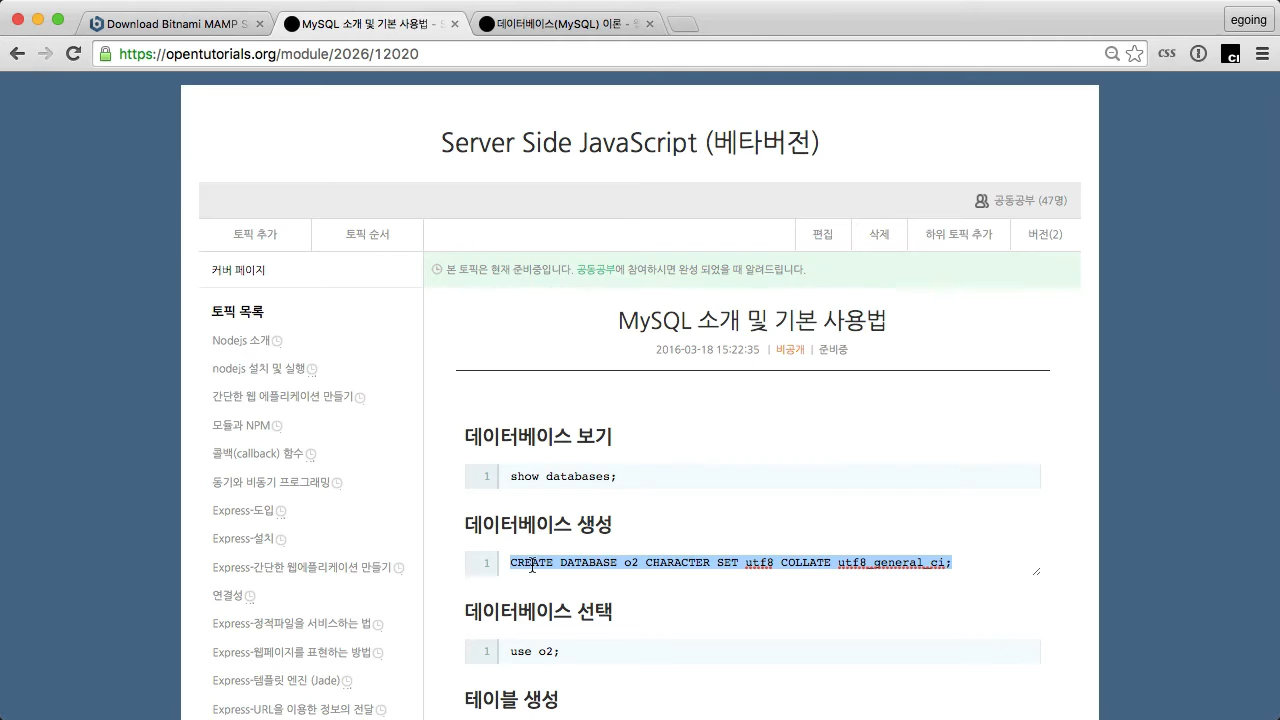 Download Bitnami MAMP S
MySQL 소개 및 기본 사용법 -
데이터베이스(MySQL) 이론 -
egoing
https://opentutorials.org/module/2026/12020
css
Server Side JavaScript (베타버전)
공동공부 (47명)
토픽 추가
토픽 순서
편집
삭제
하위 토픽 추가
버전(2)
커버 페이지
본 토픽은 현재 준비중입니다. 공동공부에 참여하시면 완성 되었을 때 알려드립니다.
토픽 목록
MySQL 소개 및 기본 사용법
2016-03-18 15:22:35 | 비공개 | 준비중
Nodejs 소개
nodejs 설치 및 실행
간단한 웹 에플리케이션 만들기
모듈과 NPM
콜백(callback) 함수
동기와 비동기 프로그래밍
Express-도입
Express-설치
Express-간단한 웹에플리케이션 만들기
연결성
Express-정적파일을 서비스하는 법
Express-웹페이지를 표현하는 방법
Express-템플릿 엔진 (Jade)
Express-URL을 이용한 정보의 전달
데이터베이스 보기
1 show databases;
데이터베이스 생성
1 CREATE DATABASE o2 CHARACTER SET utf8 COLLATE utf8_general_ci;
데이터베이스 선택
1 use o2;
테이블 생성